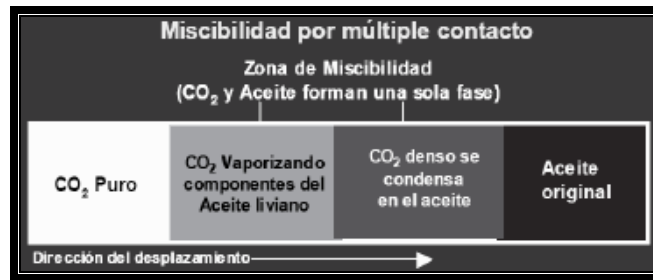 Miscibilidad por múltiple contacto
Zona de Miscibilidad
(CO₂ y Aceite forman una sola fase)
CO₂ Puro
CO₂ Vaporizando
componentes del
Aceite liviano
CO₂ denso se
condensa
en el aceite
Aceite
original
Dirección del desplazamiento